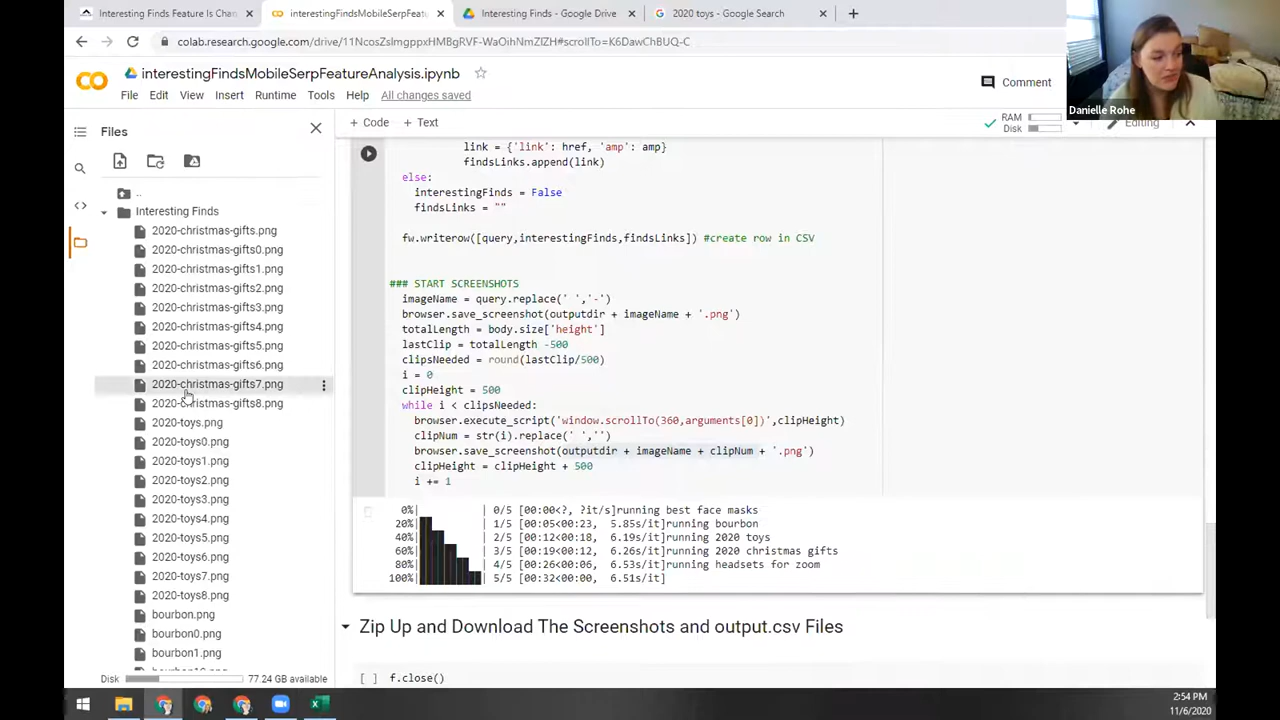 Interesting Finds Feature Is Chan
interestingFindsMobileSerpFeatu
Interesting Finds - Google Drive
2020 toys - Google Search
colab.research.google.com/drive/11NcosZsImgppxHMBgRVF-WaOihNmZlZH#scrollTo=K6DawChBUQ-C
interestingFindsMobileSerpFeatureAnalysis.ipynb
File Edit View Insert Runtime Tools Help All changes saved
Comment
Danielle Rohe
Files
+ Code + Text
RAM
Disk
Editing
..
Interesting Finds
2020-christmas-gifts.png
2020-christmas-gifts0.png
2020-christmas-gifts1.png
2020-christmas-gifts2.png
2020-christmas-gifts3.png
2020-christmas-gifts4.png
2020-christmas-gifts5.png
2020-christmas-gifts6.png
2020-christmas-gifts7.png
2020-christmas-gifts8.png
2020-toys.png
2020-toys0.png
2020-toys1.png
2020-toys2.png
2020-toys3.png
2020-toys4.png
2020-toys5.png
2020-toys6.png
2020-toys7.png
2020-toys8.png
bourbon.png
bourbon0.png
bourbon1.png
Disk 77.24 GB available
link = {'link': href, 'amp': amp}
findsLinks.append(link)
else:
interestingFinds = False
findsLinks = ""
fw.writerow([query,interestingFinds,findsLinks]) #create row in CSV
### START SCREENSHOTS
imageName = query.replace(' ','-')
browser.save_screenshot(outputdir + imageName + '.png')
totalLength = body.size['height']
lastClip = totalLength -500
clipsNeeded = round(lastClip/500)
i = 0
clipHeight = 500
while i < clipsNeeded:
browser.execute_script('window.scrollTo(360,arguments[0])',clipHeight)
clipNum = str(i).replace(' ','')
browser.save_screenshot(outputdir + imageName + clipNum + '.png')
clipHeight = clipHeight + 500
i += 1
0%| | 0/5 [00:00<?, ?it/s]running best face masks
20%| | 1/5 [00:05<00:23, 5.85s/it]running bourbon
40%| | 2/5 [00:12<00:18, 6.19s/it]running 2020 toys
60%| | 3/5 [00:19<00:12, 6.26s/it]running 2020 christmas gifts
80%| | 4/5 [00:26<00:06, 6.53s/it]running headsets for zoom
100%| | 5/5 [00:32<00:00, 6.51s/it]
Zip Up and Download The Screenshots and output.csv Files
[ ] f.close()
2:54 PM
11/6/2020